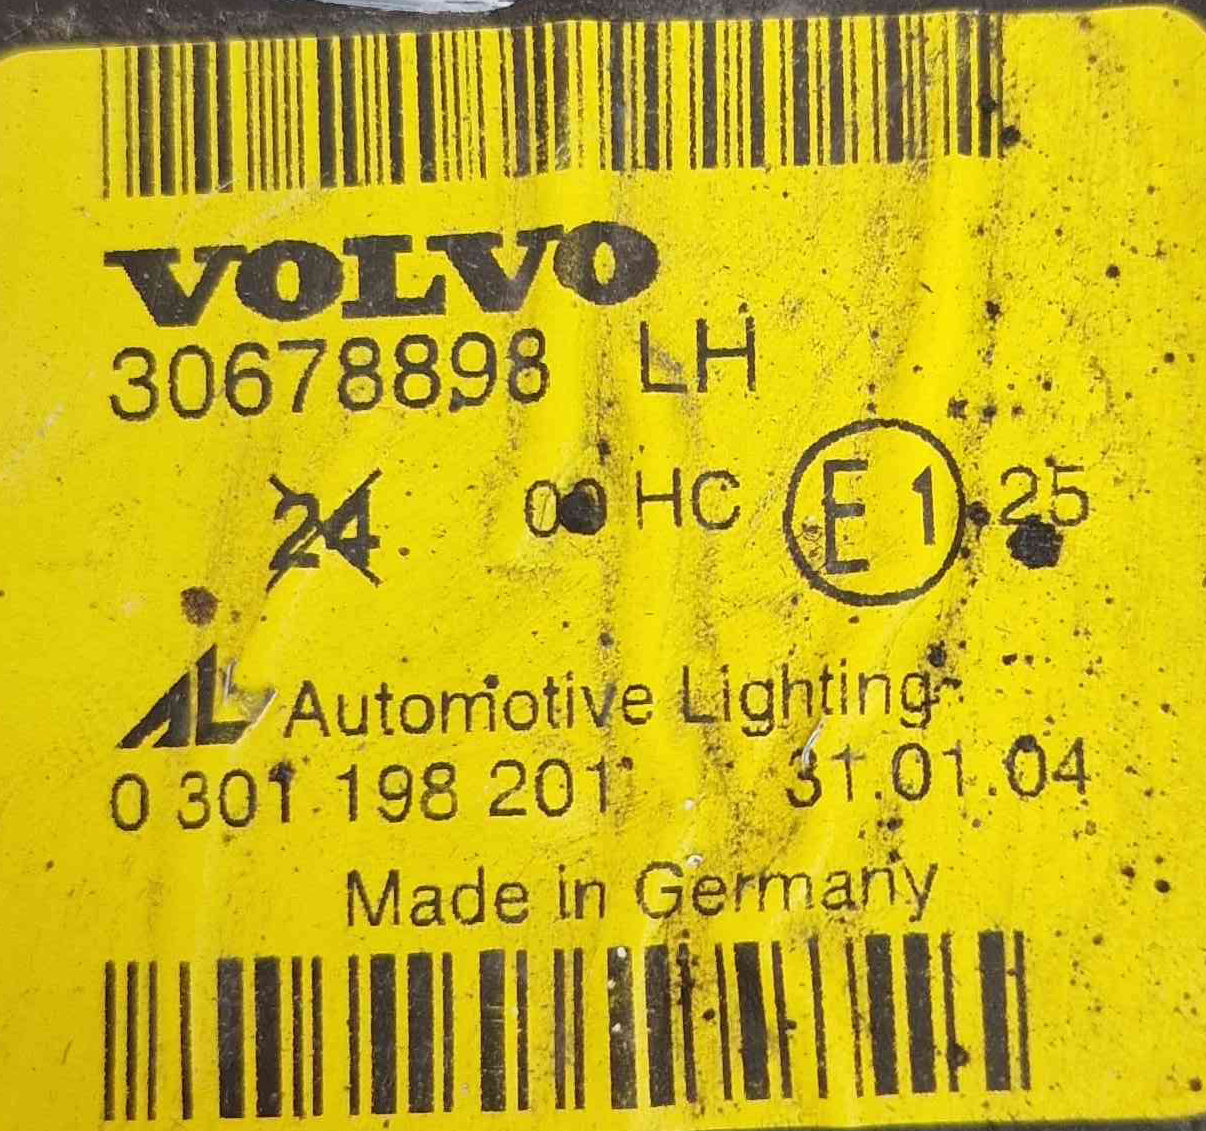 VOLVO
30678898 LH
24 00 HC E1 25
AL Automotive Lighting
0 301 198 201 31.01.04
Made in Germany